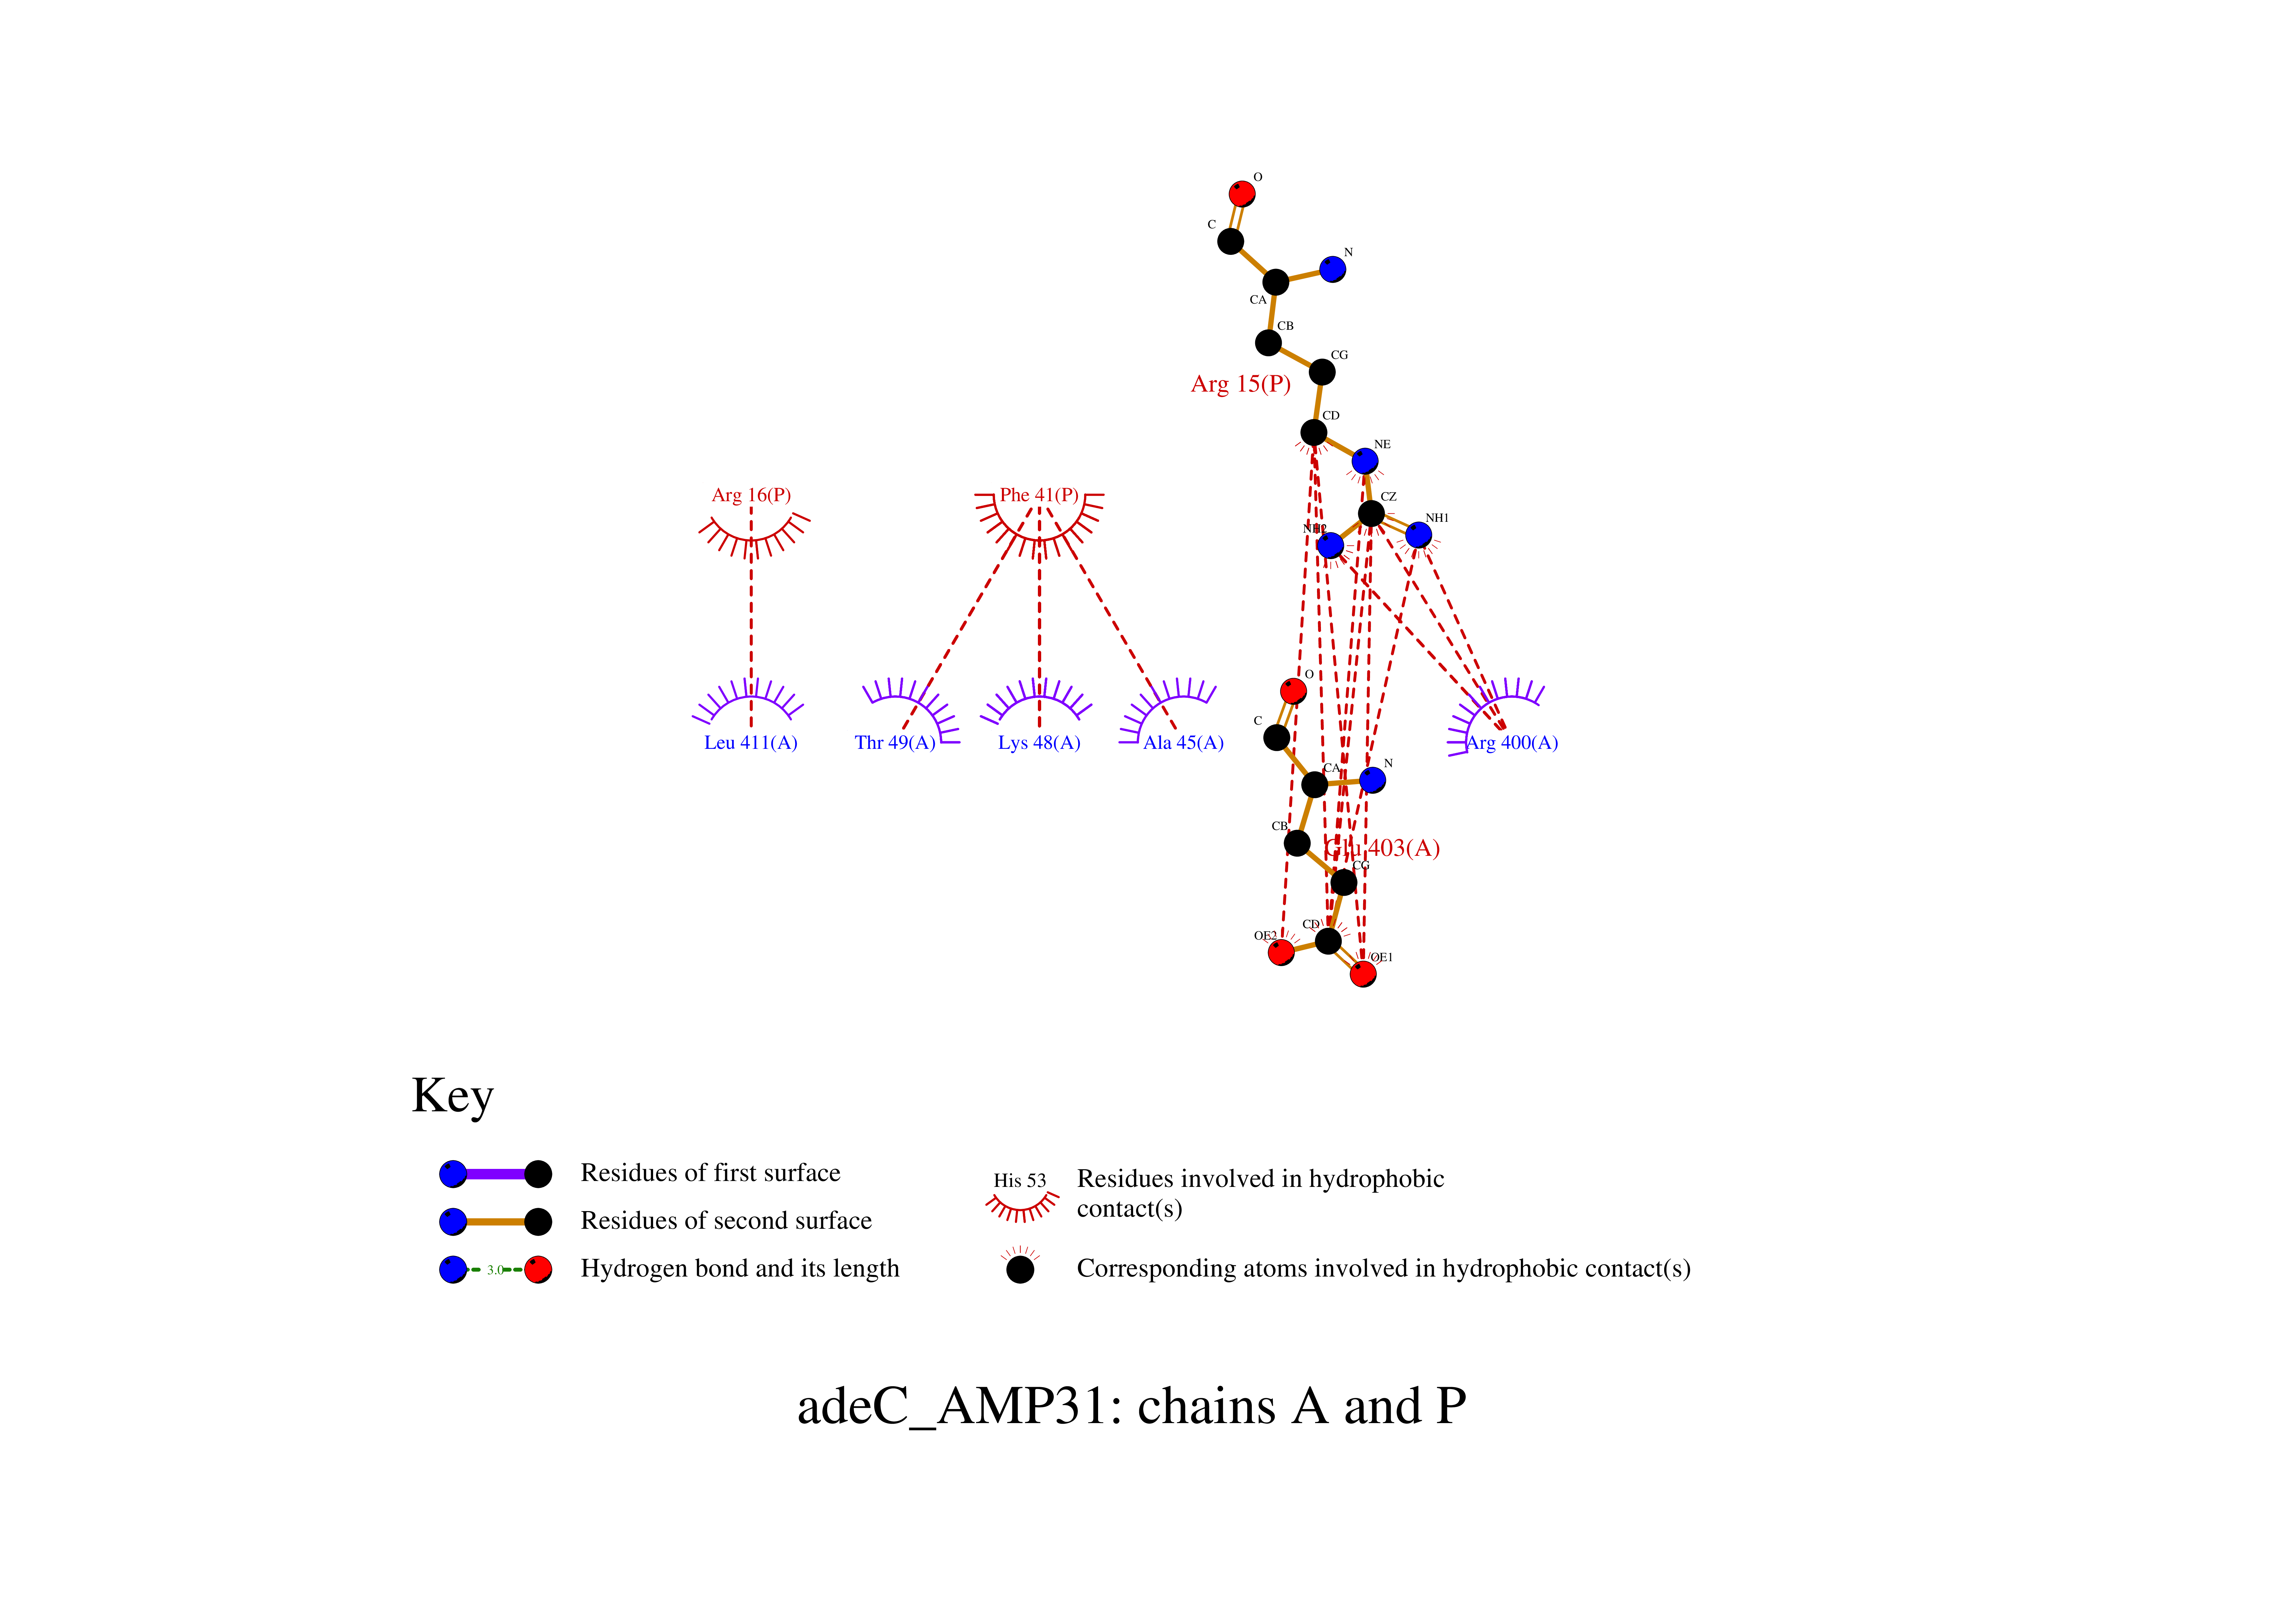 O
C
N
CA
CB
CG
Arg 15(P)
CD
NE
CZ
Arg 16(P)
Phe 41(P)
NH2
NH1
O
C
Leu 411(A)
Thr 49(A)
Lys 48(A)
Ala 45(A)
Arg 400(A)
CA
N
CB
Glu 403(A)
CG
CD
OE2
OE1
Key
Residues of first surface
Residues of second surface
3.0
Hydrogen bond and its length
His 53
Residues involved in hydrophobic
contact(s)
Corresponding atoms involved in hydrophobic contact(s)
adeC_AMP31: chains A and P